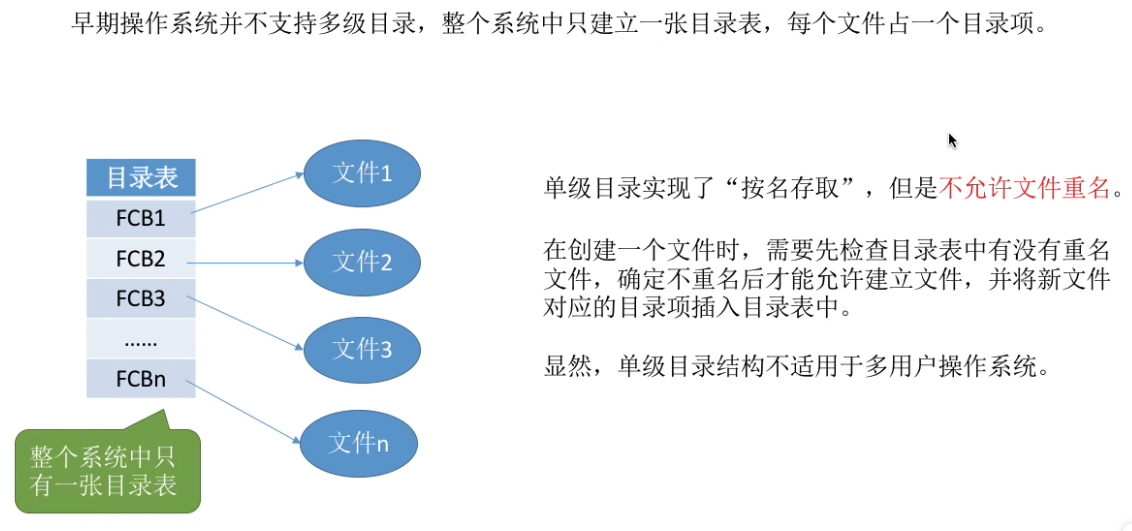 早期操作系统并不支持多级目录，整个系统中只建立一张目录表，每个文件占一个目录项。
目录表
FCB1
FCB2
FCB3
……
FCBn
文件1
文件2
文件3
文件n
整个系统中只
有一张目录表
单级目录实现了“按名存取”，但是不允许文件重名。
在创建一个文件时，需要先检查目录表中有没有重名
文件，确定不重名后才能允许建立文件，并将新文件
对应的目录项插入目录表中。
显然，单级目录结构不适用于多用户操作系统。